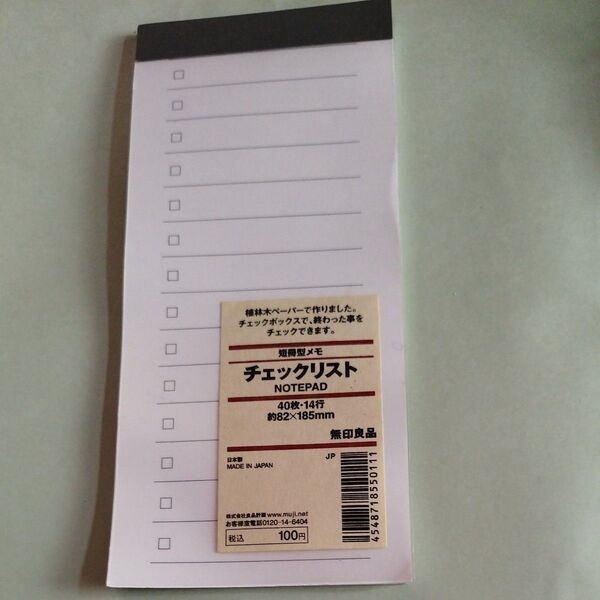 植林木ペーパーで作りました。
チェックボックスで、終わった事を
チェックできます。
短冊型メモ
チェックリスト
NOTEPAD
40枚・14行
約82×185mm
無印良品
日本製
MADE IN JAPAN
JP
4548718550111
株式会社良品計画 www.muji.net
お客様室電話0120-14-6404
税込 100円